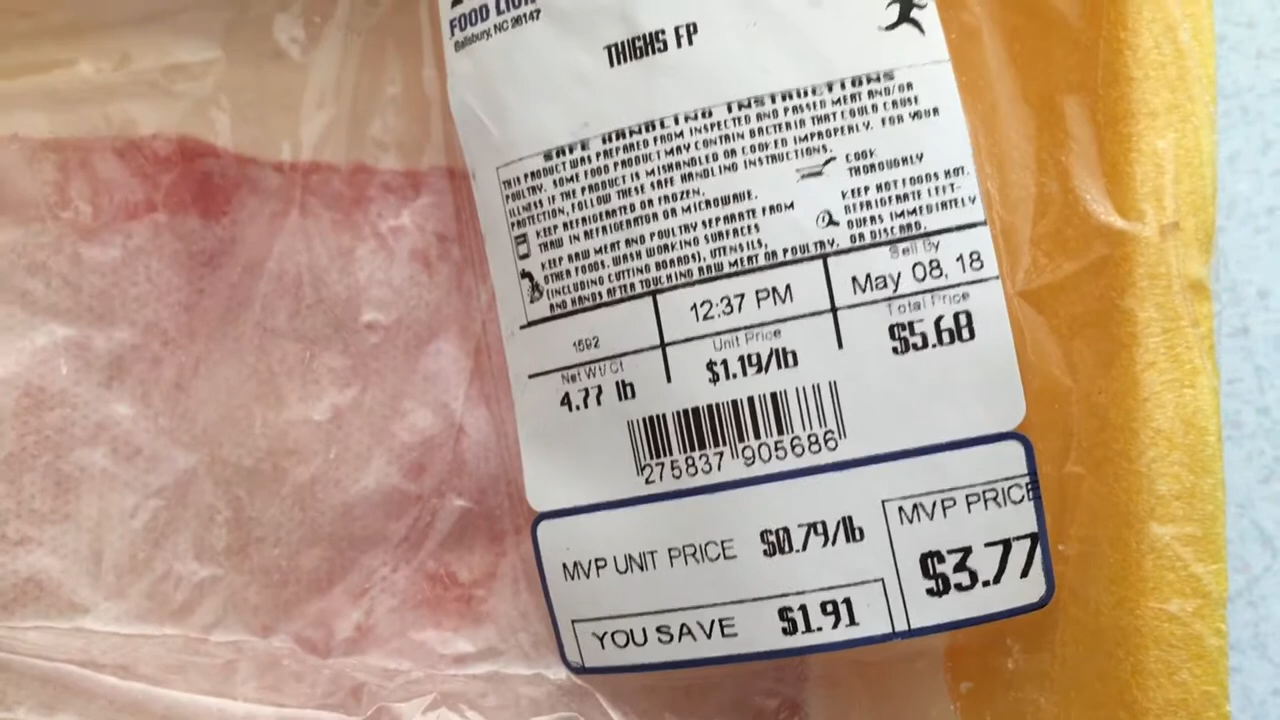 FOOD LION
Salisbury, NC 28147
THIGHS FP
SAFE HANDLING INSTRUCTIONS
THIS PRODUCT WAS PREPARED FROM INSPECTED AND PASSED MEAT AND/OR
POULTRY. SOME FOOD PRODUCT MAY CONTAIN BACTERIA THAT COULD CAUSE
ILLNESS IF THE PRODUCT IS MISHANDLED OR COOKED IMPROPERLY. FOR YOUR
PROTECTION, FOLLOW THESE SAFE HANDLING INSTRUCTIONS.
KEEP REFRIGERATED OR FROZEN.
THAW IN REFRIGERATOR OR MICROWAVE.
COOK
THOROUGHLY
KEEP RAW MEAT AND POULTRY SEPARATE FROM
OTHER FOODS. WASH WORKING SURFACES
(INCLUDING CUTTING BOARDS), UTENSILS,
AND HANDS AFTER TOUCHING RAW MEAT OR POULTRY.
KEEP HOT FOODS HOT.
REFRIGERATE LEFT-
OVERS IMMEDIATELY
OR DISCARD.
Sell By
12:37 PM May 08, 18
1592 Unit Price Total Price
Net Wt/Ct $1.19/lb $5.68
4.77 lb
275837 905686
MVP UNIT PRICE $0.79/lb
MVP PRICE
$3.77
YOU SAVE $1.91